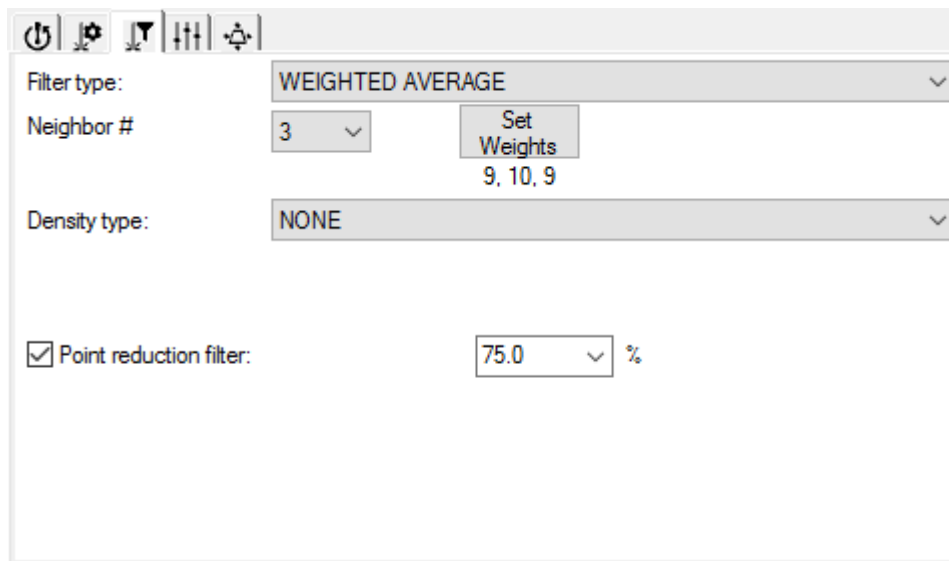 Filter type: WEIGHTED AVERAGE
Neighbor # 3 Set
Weights
9, 10, 9
Density type: NONE
Point reduction filter: 75.0 %